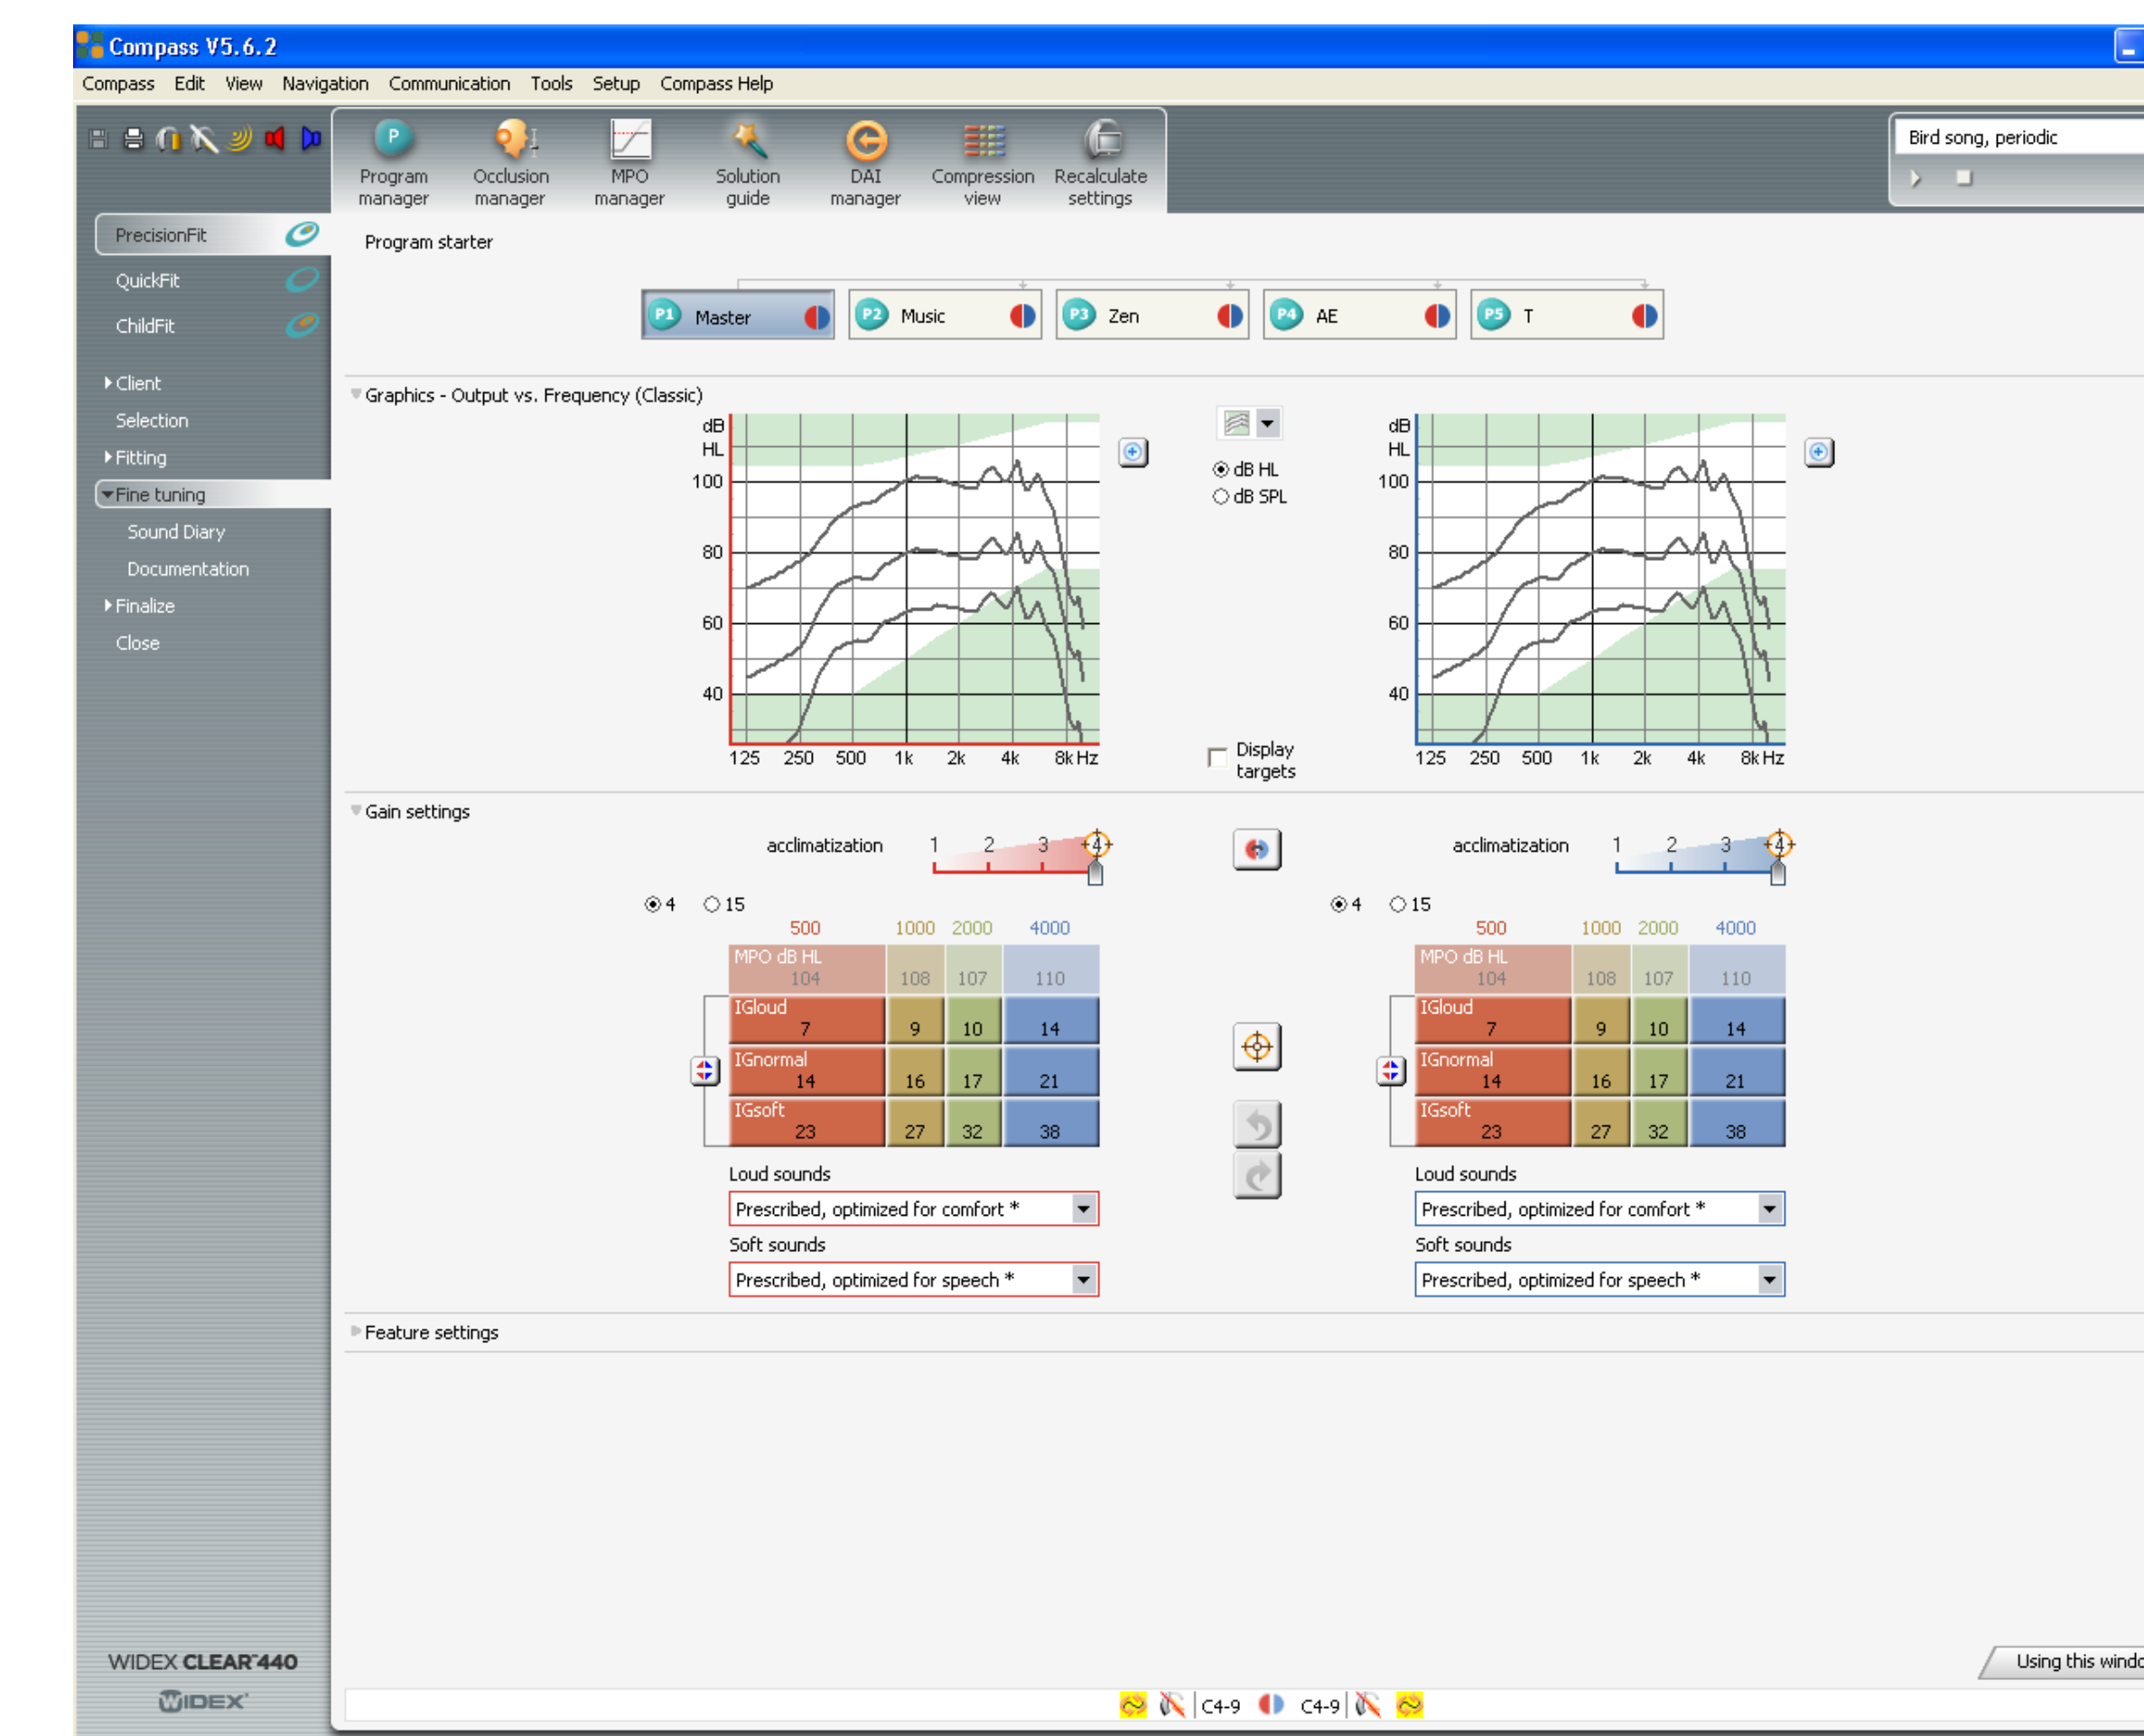 Compass V5.6.2
Compass Edit View Navigation Communication Tools Setup Compass Help
P
Program manager
Occlusion manager
MPO manager
Solution guide
DAI manager
Compression view
Recalculate settings
Bird song, periodic
PrecisionFit
QuickFit
ChildFit
Client
Selection
Fitting
Fine tuning
Sound Diary
Documentation
Finalize
Close
Program starter
P1 Master
P2 Music
P3 Zen
P4 AE
P5 T
Graphics - Output vs. Frequency (Classic)
dB
HL
100
80
60
40
125 250 500 1k 2k 4k 8k Hz
dB HL
dB SPL
Display
targets
dB
HL
100
80
60
40
125 250 500 1k 2k 4k 8k Hz
Gain settings
acclimatization 1 2 3 4
4 15
500 1000 2000 4000
MPO dB HL
104 108 107 110
IGloud
7 9 10 14
IGnormal
14 16 17 21
IGsoft
23 27 32 38
Loud sounds
Prescribed, optimized for comfort *
Soft sounds
Prescribed, optimized for speech *
acclimatization 1 2 3 4
4 15
500 1000 2000 4000
MPO dB HL
104 108 107 110
IGloud
7 9 10 14
IGnormal
14 16 17 21
IGsoft
23 27 32 38
Loud sounds
Prescribed, optimized for comfort *
Soft sounds
Prescribed, optimized for speech *
Feature settings
WIDEX CLEAR™440
WIDEX
Using this
C4-9 C4-9